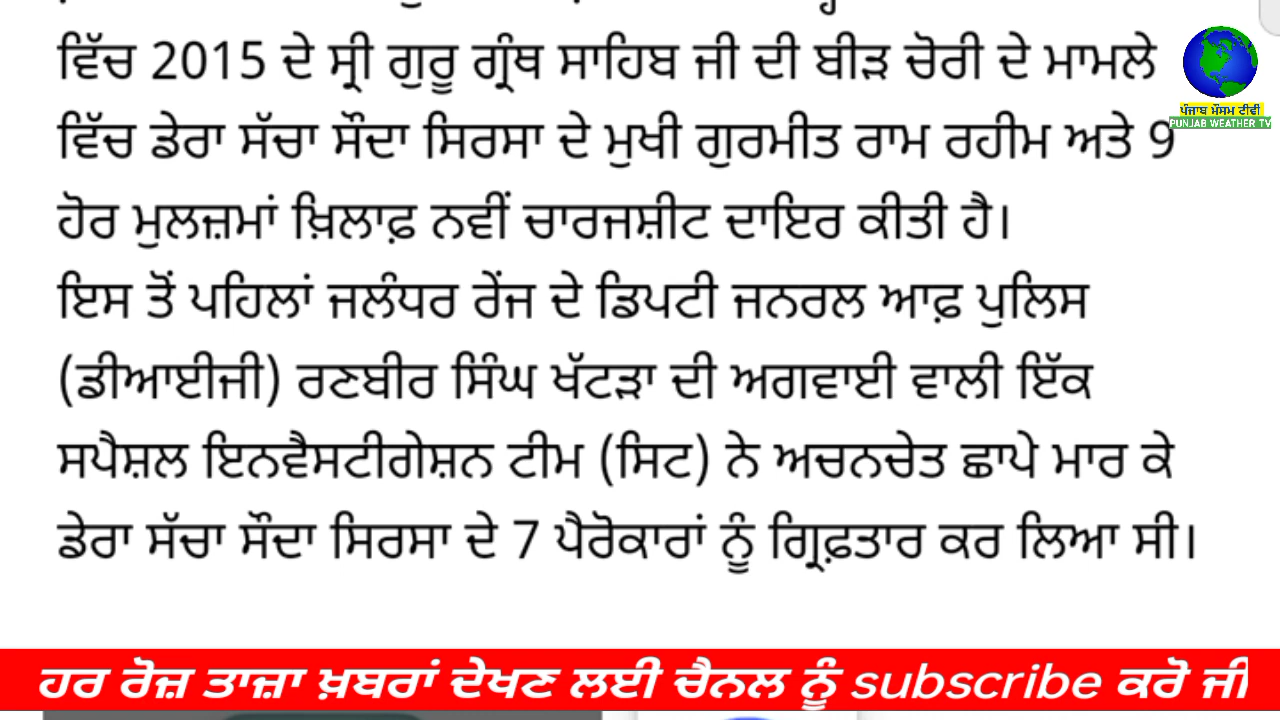 ਵਿੱਚ 2015 ਦੇ ਸ੍ਰੀ ਗੁਰੂ ਗ੍ਰੰਥ ਸਾਹਿਬ ਜੀ ਦੀ ਬੀੜ ਚੋਰੀ ਦੇ ਮਾਮਲੇ
ਪੰਜਾਬ ਮੌਸਮ ਟੀਵੀ
PUNJAB WEATHER TV
ਵਿੱਚ ਡੇਰਾ ਸੱਚਾ ਸੌਦਾ ਸਿਰਸਾ ਦੇ ਮੁਖੀ ਗੁਰਮੀਤ ਰਾਮ ਰਹੀਮ ਅਤੇ 9
ਹੋਰ ਮੁਲਜ਼ਮਾਂ ਖ਼ਿਲਾਫ਼ ਨਵੀਂ ਚਾਰਜਸ਼ੀਟ ਦਾਇਰ ਕੀਤੀ ਹੈ।
ਇਸ ਤੋਂ ਪਹਿਲਾਂ ਜਲੰਧਰ ਰੇਂਜ ਦੇ ਡਿਪਟੀ ਜਨਰਲ ਆਫ਼ ਪੁਲਿਸ
(ਡੀਆਈਜੀ) ਰਣਬੀਰ ਸਿੰਘ ਖੱਟੜਾ ਦੀ ਅਗਵਾਈ ਵਾਲੀ ਇੱਕ
ਸਪੈਸ਼ਲ ਇਨਵੈਸਟੀਗੇਸ਼ਨ ਟੀਮ (ਸਿਟ) ਨੇ ਅਚਨਚੇਤ ਛਾਪੇ ਮਾਰ ਕੇ
ਡੇਰਾ ਸੱਚਾ ਸੌਦਾ ਸਿਰਸਾ ਦੇ 7 ਪੈਰੋਕਾਰਾਂ ਨੂੰ ਗ੍ਰਿਫ਼ਤਾਰ ਕਰ ਲਿਆ ਸੀ।
ਹਰ ਰੋਜ਼ ਤਾਜ਼ਾ ਖ਼ਬਰਾਂ ਦੇਖਣ ਲਈ ਚੈਨਲ ਨੂੰ subscribe ਕਰੋ ਜੀ